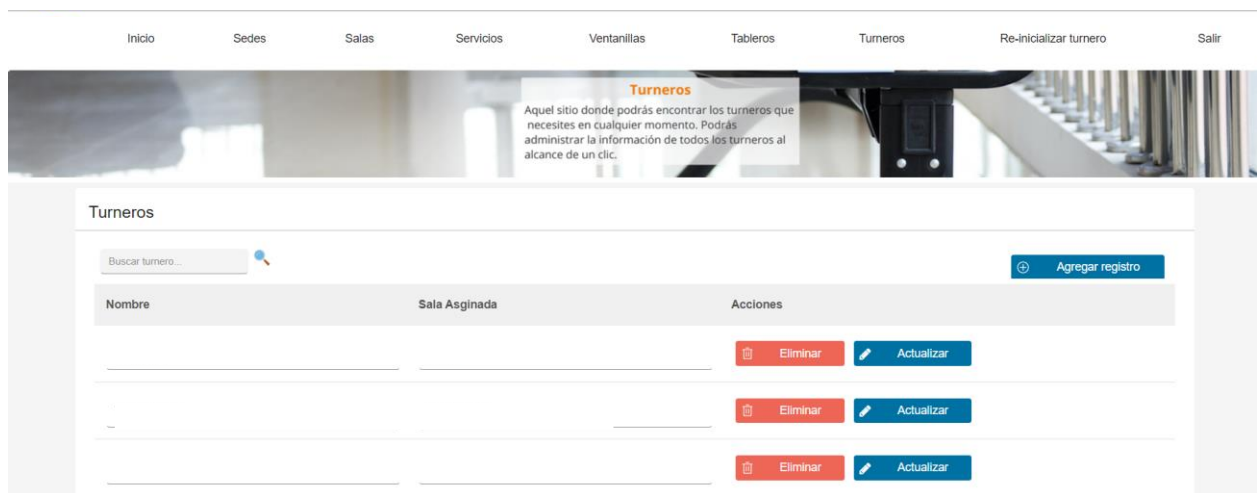 Inicio Sedes Salas Servicios Ventanillas Tableros Turneros Re-inicializar turnero Salir
Turneros
Aquel sitio donde podrás encontrar los turneros que
necesites en cualquier momento. Podrás
administrar la información de todos los turneros al
alcance de un clic.
Turneros
Buscar turnero...
Agregar registro
Nombre Sala Asginada Acciones
Eliminar Actualizar
Eliminar Actualizar
Eliminar Actualizar